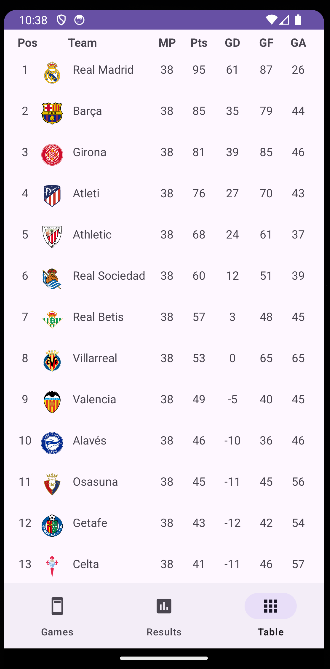 10:38
Pos Team MP Pts GD GF GA
1 Real Madrid 38 95 61 87 26
2 Barça 38 85 35 79 44
3 Girona 38 81 39 85 46
4 Atleti 38 76 27 70 43
5 Athletic 38 68 24 61 37
6 Real Sociedad 38 60 12 51 39
7 Real Betis 38 57 3 48 45
8 Villarreal 38 53 0 65 65
9 Valencia 38 49 -5 40 45
10 Alavés 38 46 -10 36 46
11 Osasuna 38 45 -11 45 56
12 Getafe 38 43 -12 42 54
13 Celta 38 41 -11 46 57
Games Results Table